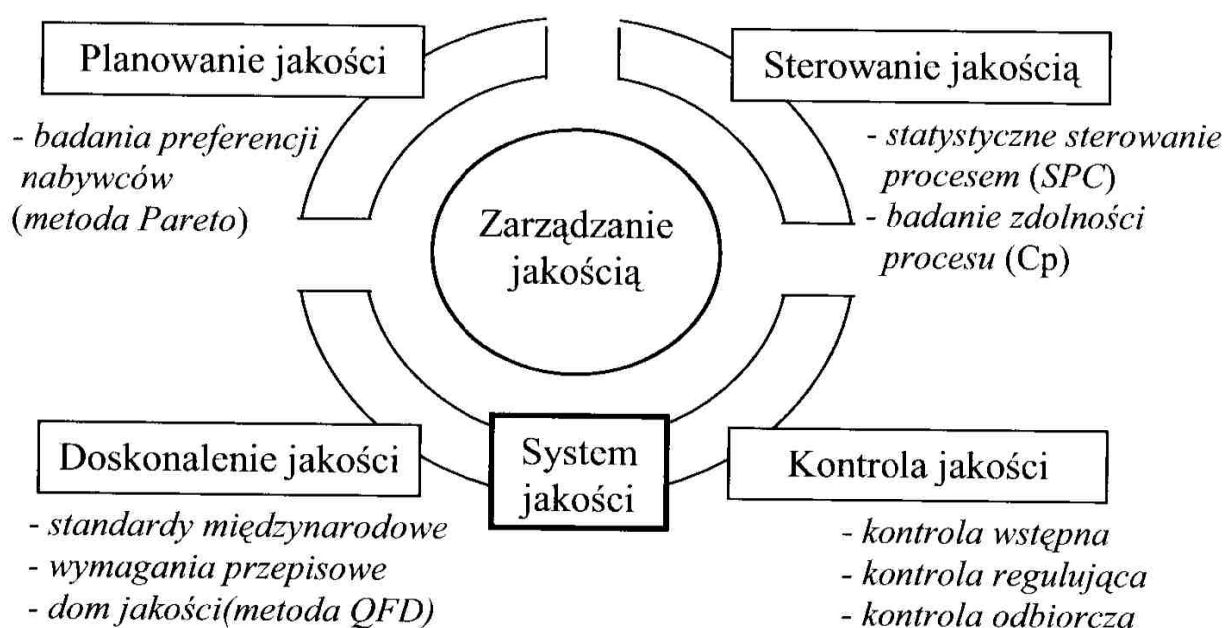 Planowanie jakości
- badania preferencji
nabywców
(metoda Pareto)
Sterowanie jakością
- statystyczne sterowanie
procesem (SPC)
- badanie zdolności
procesu (Cp)
Zarządzanie
jakością
Doskonalenie jakości
- standardy międzynarodowe
- wymagania przepisowe
- dom jakości(metoda QFD)
System
jakości
Kontrola jakości
- kontrola wstępna
- kontrola regulująca
- kontrola odbiorcza